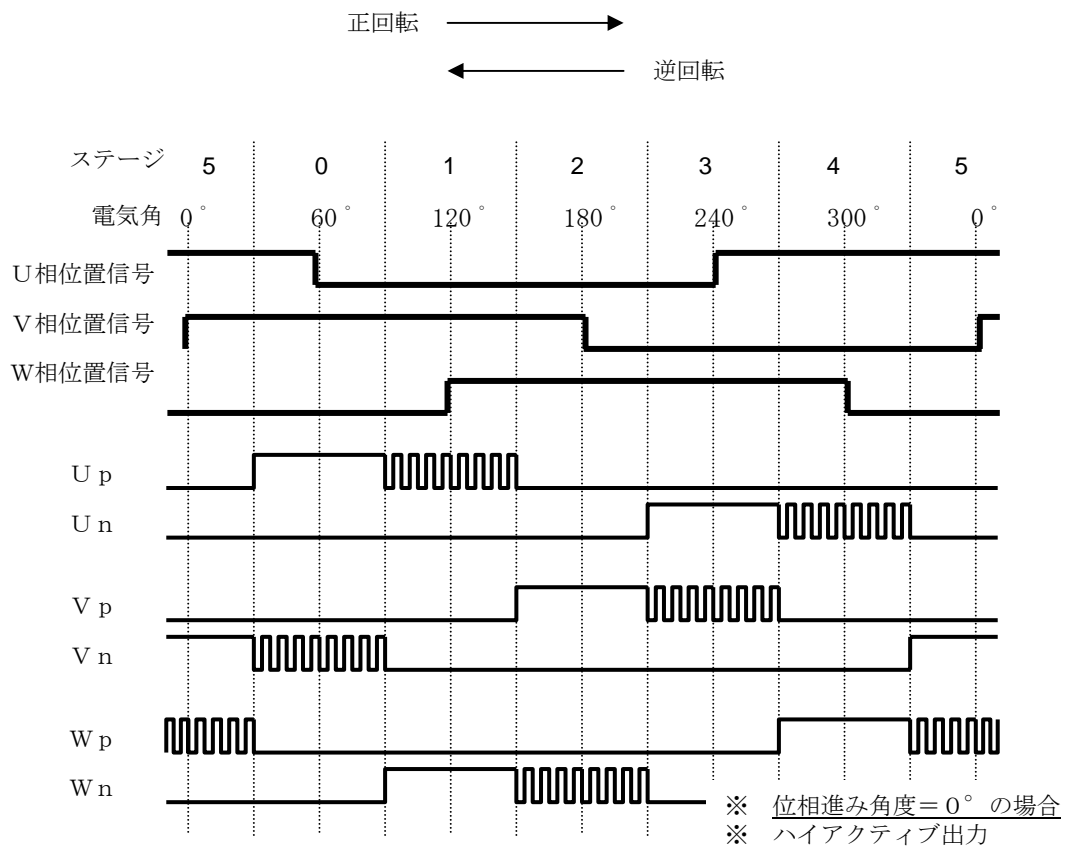 正回転
逆回転
ステージ 5 0 1 2 3 4 5
電気角 0° 60° 120° 180° 240° 300° 0°
U相位置信号
V相位置信号
W相位置信号
Up
Un
Vp
Vn
Wp
Wn
※ 位相進み角度=0°の場合
※ ハイアクティブ出力